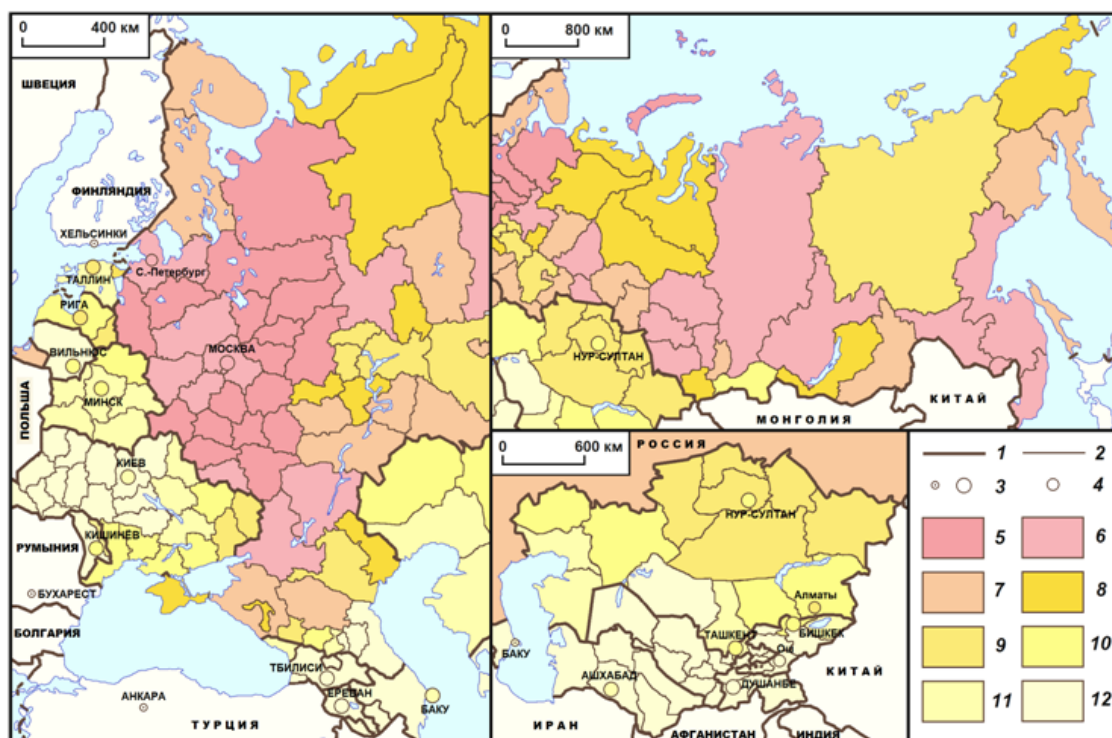 0 400 КМ
ШВЕЦИЯ
ФИНЛЯНДИЯ
ХЕЛЬСИНКИ
С.-Петербург
ТАЛЛИН
РИГА
ВИЛЬНЮС
МОСКВА
МИНСК
ПОЛЬША
КИЕВ
КИШИНЁВ
РУМЫНИЯ
БУХАРЕСТ
БОЛГАРИЯ
ТБИЛИСИ
ЕРЕВАН
АНКАРА
БАКУ
ТУРЦИЯ
0 800 КМ
НУР-СУЛТАН
МОНГОЛИЯ
КИТАЙ
0 600 КМ
РОССИЯ
НУР-СУЛТАН
Алматы
БИШКЕК
ТАШКЕНТ
Ош
БАКУ
АШХАБАД
ДУШАНБЕ
КИТАЙ
ИРАН
АФГАНИСТАН
ИНДИЯ
1 2
3 4
5 6
7 8
9 10
11 12